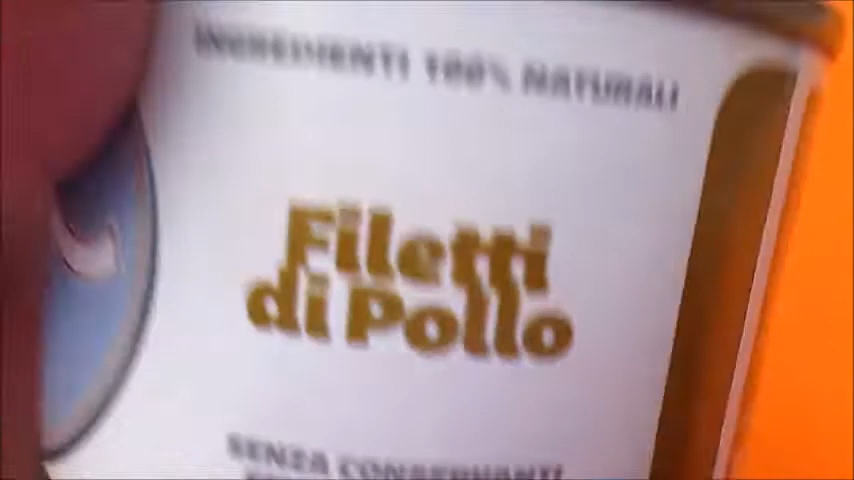 INGREDIENTI 100% NATURALI
Filetti
di Pollo
SENZA CONSERVANTI